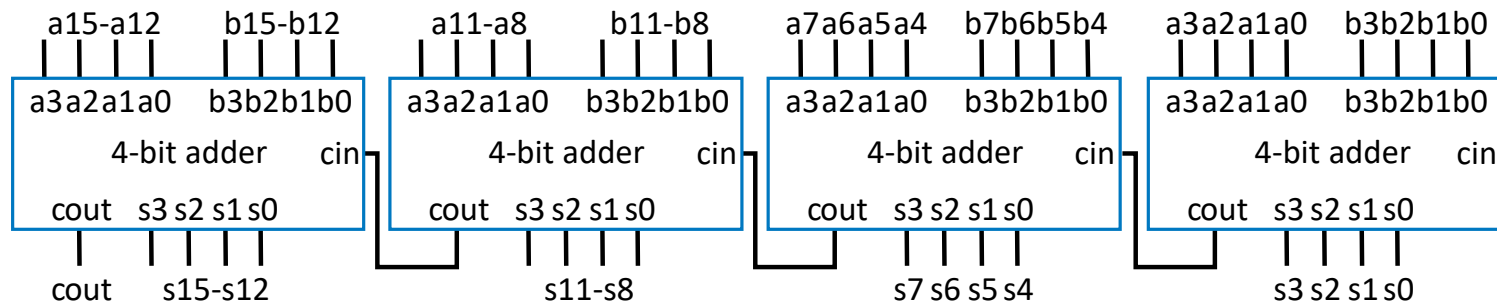 a15-a12 b15-b12 a11-a8 b11-b8 a7a6a5a4 b7b6b5b4 a3a2a1a0 b3b2b1b0
a3a2a1a0 b3b2b1b0 a3a2a1a0 b3b2b1b0 a3a2a1a0 b3b2b1b0 a3a2a1a0 b3b2b1b0
4-bit adder cin 4-bit adder cin 4-bit adder cin 4-bit adder cin
cout s3 s2 s1 s0 cout s3 s2 s1 s0 cout s3 s2 s1 s0 cout s3 s2 s1 s0
cout s15-s12 s11-s8 s7 s6 s5 s4 s3 s2 s1 s0